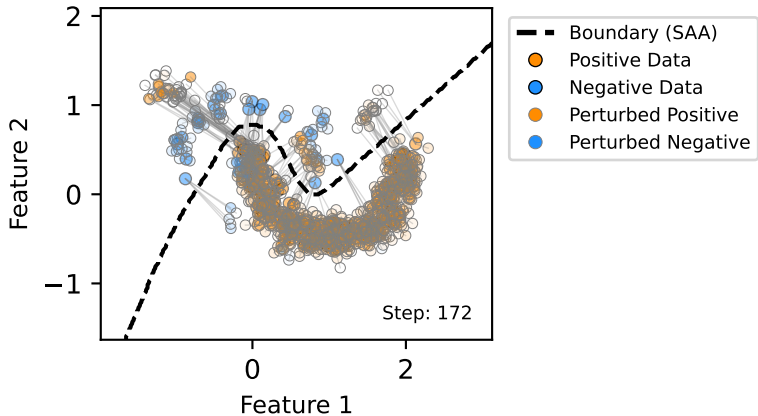 2
1
0
−1
Feature 2
0
2
Feature 1
Step: 172
Boundary (SAA)
Positive Data
Negative Data
Perturbed Positive
Perturbed Negative